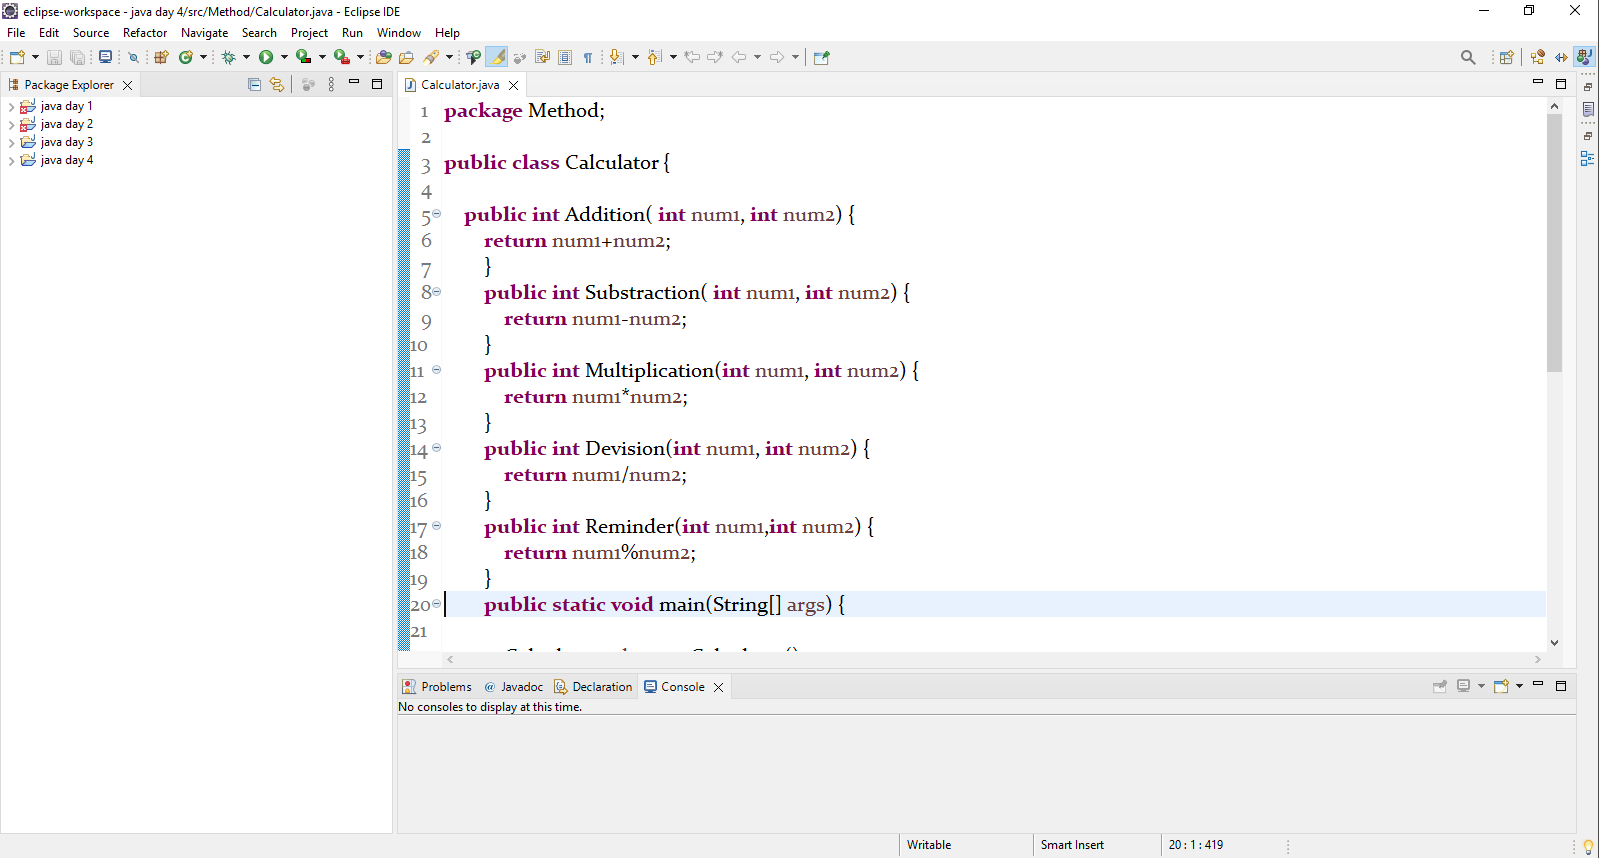 eclipse-workspace - java day 4/src/Method/Calculator.java - Eclipse IDE
File Edit Source Refactor Navigate Search Project Run Window Help
Package Explorer
java day 1
java day 2
java day 3
java day 4
Calculator.java
1 package Method;
2
3 public class Calculator {
4
5 public int Addition( int num1, int num2) {
6 return num1+num2;
7 }
8 public int Substraction( int num1, int num2) {
9 return num1-num2;
10 }
11 public int Multiplication(int num1, int num2) {
12 return num1*num2;
13 }
14 public int Devision(int num1, int num2) {
15 return num1/num2;
16 }
17 public int Reminder(int num1,int num2) {
18 return num1%num2;
19 }
20 public static void main(String[] args) {
21
Problems @ Javadoc Declaration Console
No consoles to display at this time.
Writable Smart Insert 20 : 1 : 419